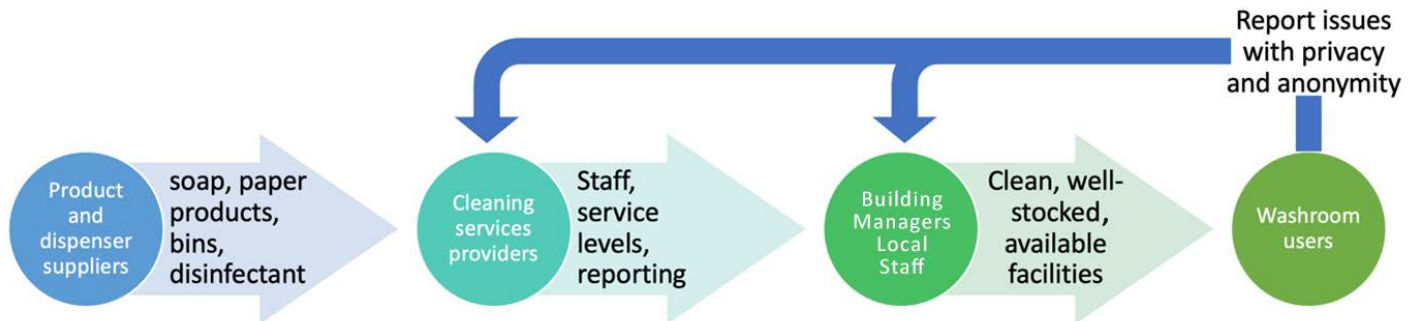 Report issues
with privacy
and anonymity
Product
and
dispenser
suppliers
soap, paper
products,
bins,
disinfectant
Cleaning
services
providers
Staff,
service
levels,
reporting
Building
Managers
Local
Staff
Clean, well-
stocked,
available
facilities
Washroom
users